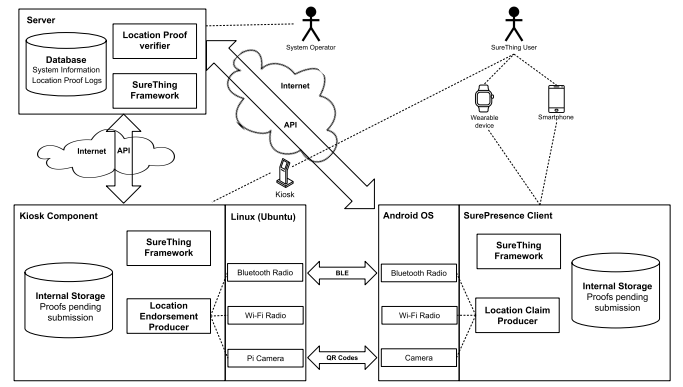 Server
Database
System Information
Location Proof Logs
Location Proof
verifier
SureThing
Framework
System Operator
SureThing User
Internet
API
Internet
API
Wearable
device
Smartphone
Kiosk
Kiosk Component
SureThing
Framework
Internal Storage
Proofs pending
submission
Location
Endorsement
Producer
Linux (Ubuntu)
Bluetooth Radio
Wi-Fi Radio
Pi Camera
BLE
QR Codes
Android OS
Bluetooth Radio
Wi-Fi Radio
Camera
SurePresence Client
SureThing
Framework
Location Claim
Producer
Internal Storage
Proofs pending
submission